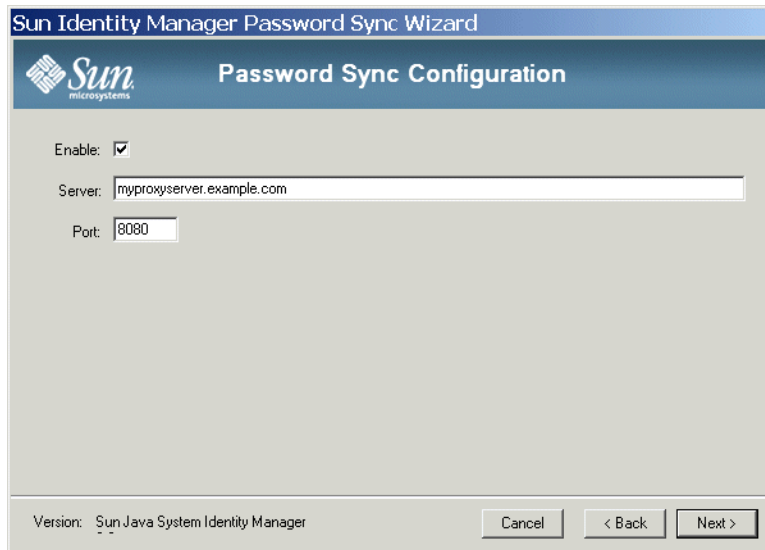 Sun Identity Manager Password Sync Wizard
Sun
microsystems
Password Sync Configuration
Enable:
Server: myproxyserver.example.com
Port: 8080
Version: Sun Java System Identity Manager
Cancel
< Back
Next >